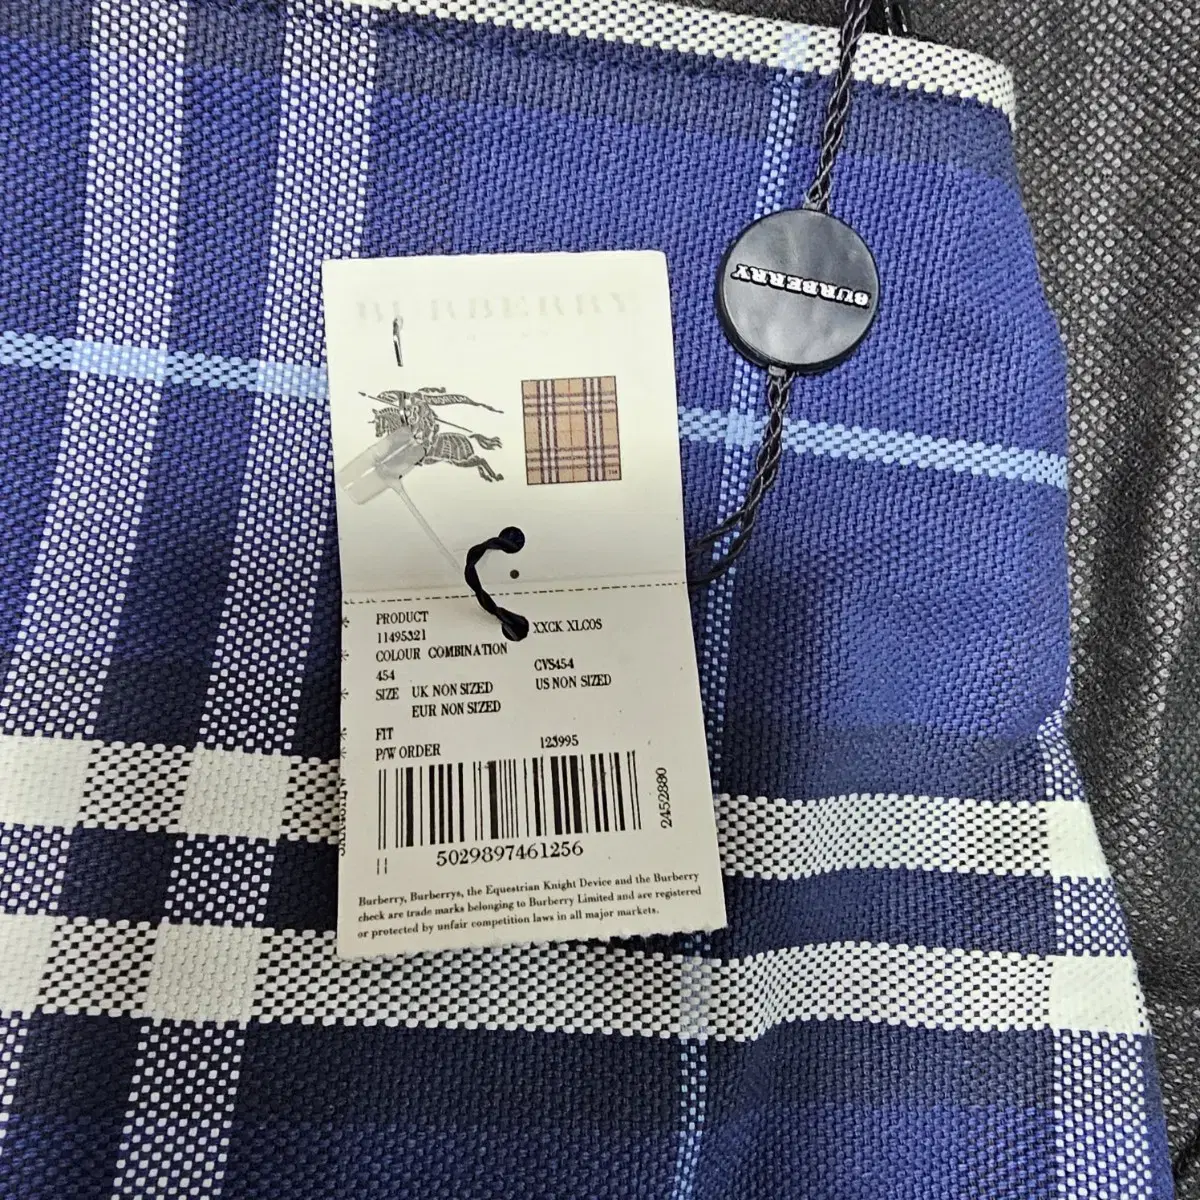 BURBERRY
BURBERRY
PRODUCT
11495321 XXCK XLCOS
COLOUR COMBINATION
454 CVS454
SIZE UK NON SIZED US NON SIZED
EUR NON SIZED
FIT
P/W ORDER 123995
2452880
5029897461256
Burberry, Burberrys, the Equestrian Knight Device and the Burberry
check are trade marks belonging to Burberry Limited and are registered
or protected by unfair competition laws in all major markets.